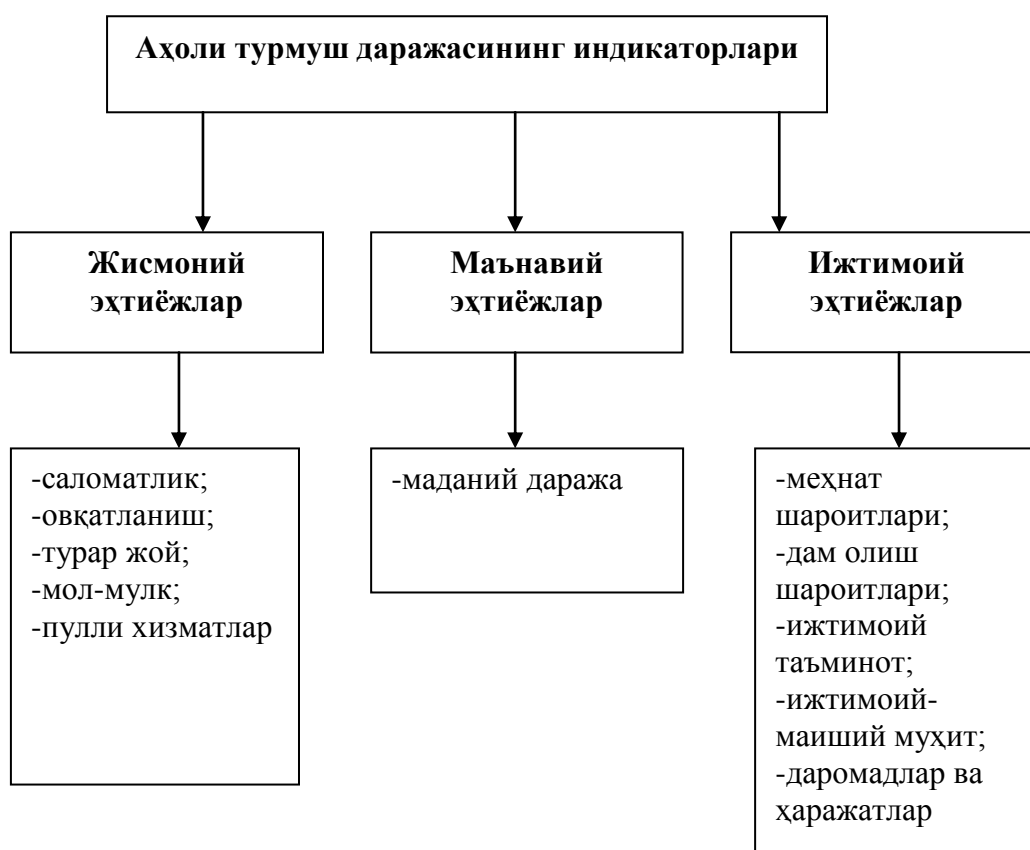 Аҳоли турмуш даражасининг индикаторлари
Жисмоний
эҳтиёжлар
Маънавий
эҳтиёжлар
Ижтимоий
эҳтиёжлар
-саломатлик;
-овқатланиш;
-турар жой;
-мол-мулк;
-пулли хизматлар
-маданий даража
-меҳнат
шароитлари;
-дам олиш
шароитлари;
-ижтимоий
таъминот;
-ижтимоий-
маиший муҳит;
-даромадлар ва
ҳаражатлар